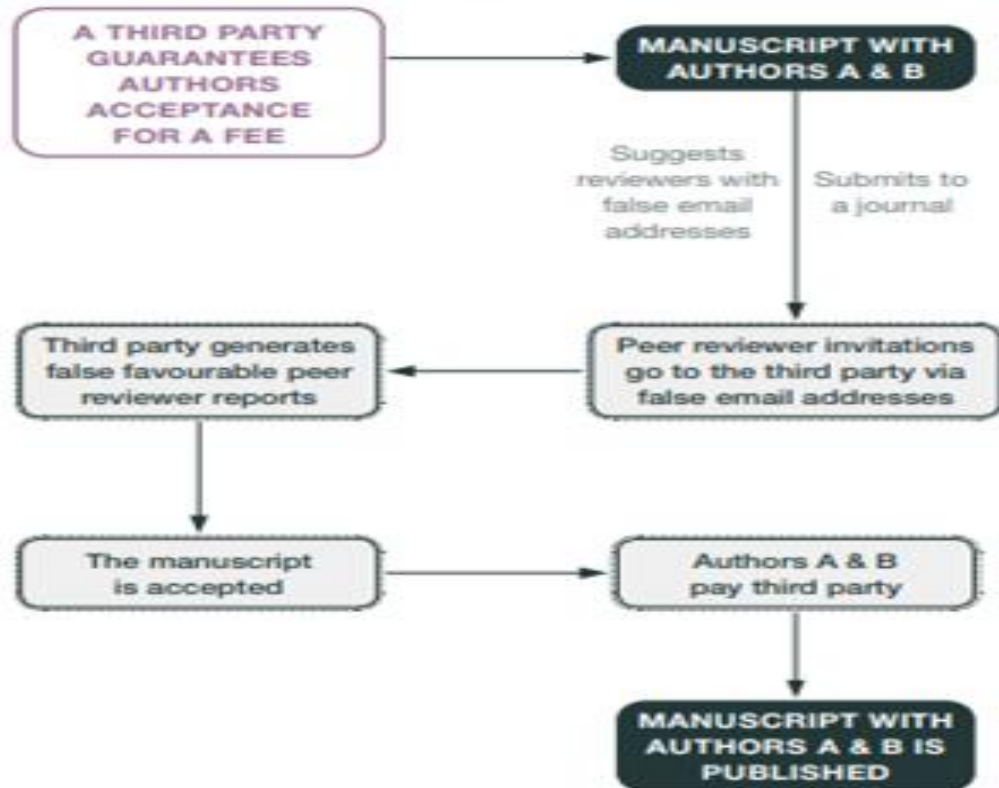 A THIRD PARTY
GUARANTEES
AUTHORS
ACCEPTANCE
FOR A FEE
MANUSCRIPT WITH
AUTHORS A & B
Suggests
reviewers with
false email
addresses
Submits to
a journal
Peer reviewer invitations
go to the third party via
false email addresses
Third party generates
false favourable peer
reviewer reports
The manuscript
is accepted
Authors A & B
pay third party
MANUSCRIPT WITH
AUTHORS A & B IS
PUBLISHED